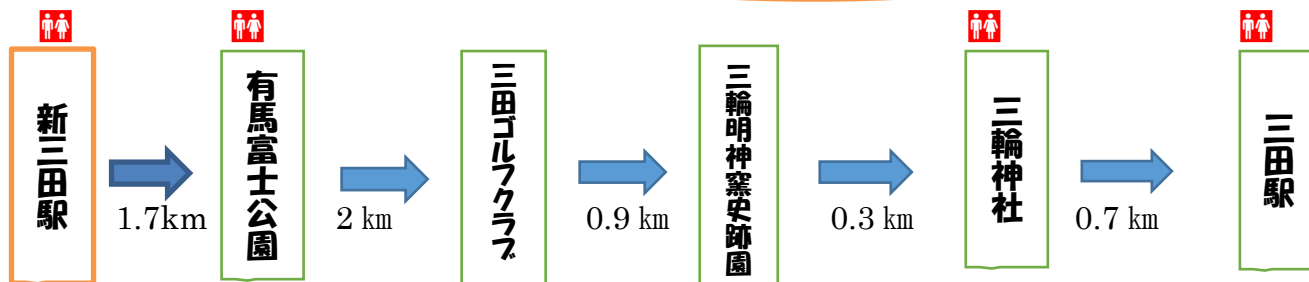 新三田駅
1.7km
有馬富士公園
2 ㎞
三田ゴルフクラブ
0.9 ㎞
三輪明神窯史跡園
0.3 ㎞
三輪神社
0.7 ㎞
三田駅